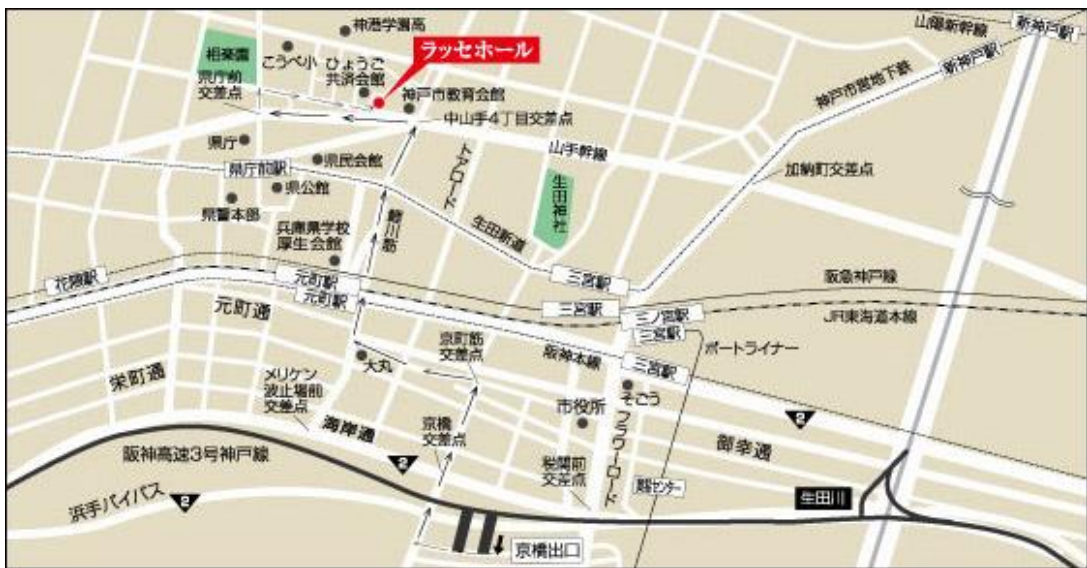 神港学園高
山陽新幹線
新神戸駅
ラッセホール
相楽園
こうべ小
ひょうご
共済会館
新神戸駅
県庁前
交差点
神戸市教育会館
神戸市営地下鉄
中山手4丁目交差点
県庁
県民会館
トアロード
山手幹線
加納町交差点
県庁前駅
県公館
生田神社
県警本部
兵庫県学校
厚生会館
鯉川筋
生田新道
花隈駅
元町駅
元町駅
三宮駅
阪急神戸線
元町通
三宮駅
三ノ宮駅
三宮駅
JR東海道本線
京町筋
交差点
阪神本線
ポートライナー
大丸
三宮駅
栄町通
メリケン
波止場前
交差点
そごう
市役所
2
海岸通
京橋
交差点
フラワーロード
御幸通
阪神高速3号神戸線
2
税関前
交差点
浜手バイパス
2
生田川
京橋出口